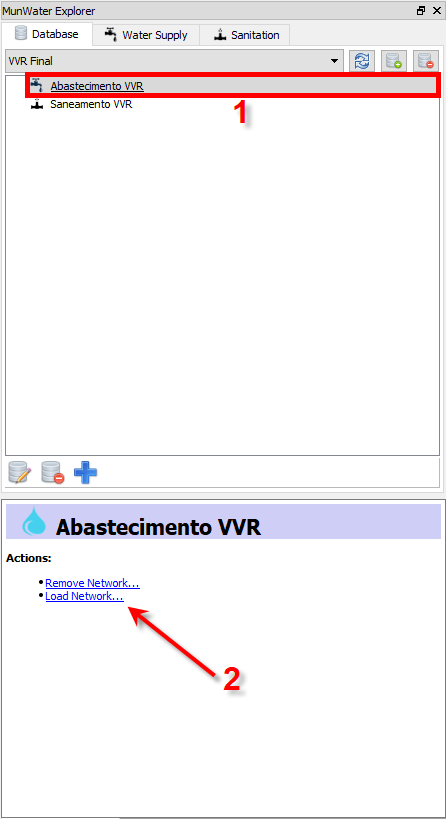 MunWater Explorer
Database Water Supply Sanitation
VVR Final
Abastecimento VVR
1
Saneamento VVR
Abastecimento VVR
Actions:
Remove Network...
Load Network...
2